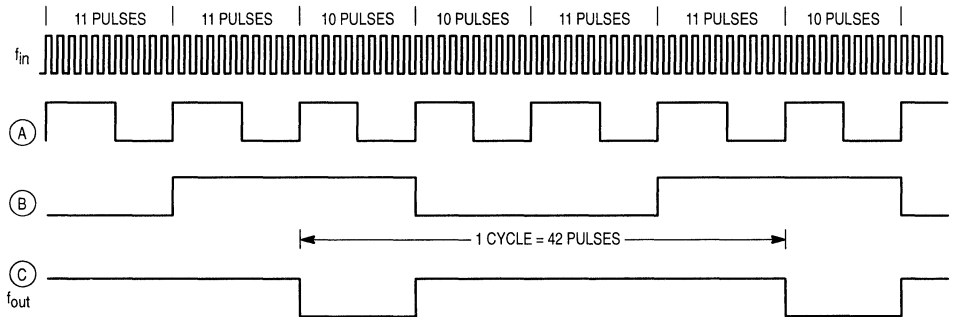 11 PULSES 11 PULSES 10 PULSES 10 PULSES 11 PULSES 11 PULSES 10 PULSES
fin
A
B
1 CYCLE = 42 PULSES
C
fout